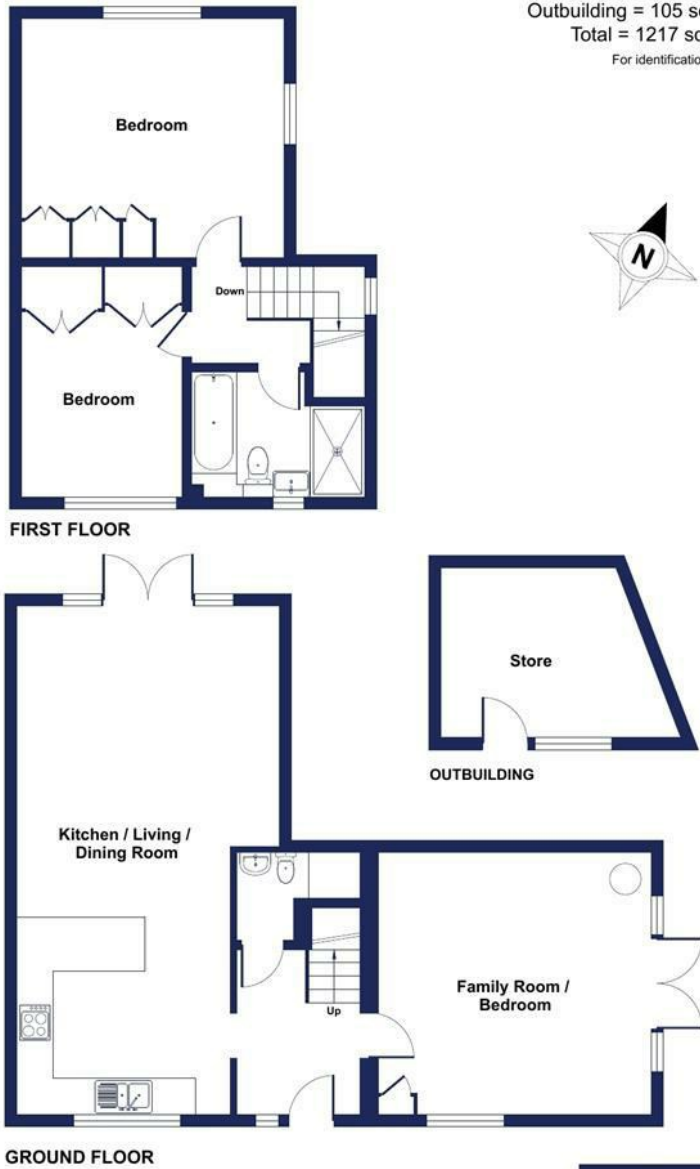 Outbuilding = 105
Total = 1217
For
Bedroom
Down
Bedroom
FIRST FLOOR
N
Store
OUTBUILDING
Kitchen / Living /
Dining Room
Family Room /
Bedroom
Up
GROUND FLOOR